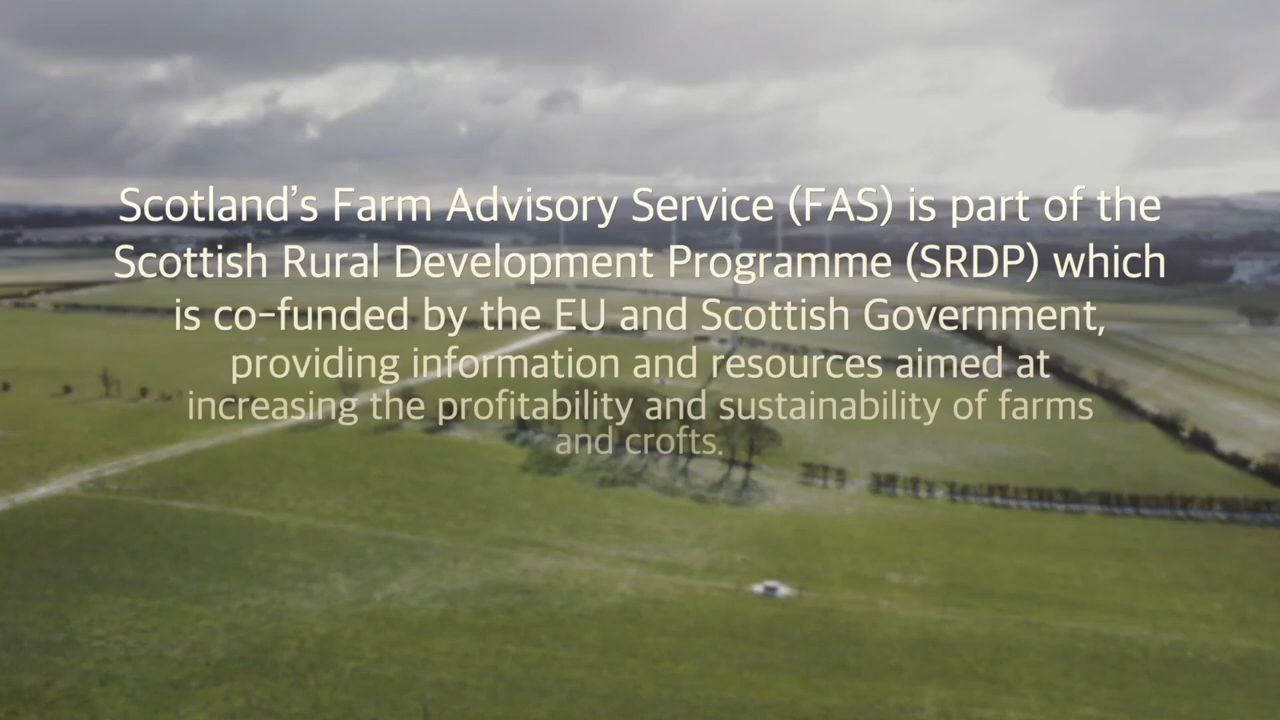 Scotland’s Farm Advisory Service (FAS) is part of the
Scottish Rural Development Programme (SRDP) which
is co-funded by the EU and Scottish Government,
providing information and resources aimed at
increasing the profitability and sustainability of farms
and crofts.